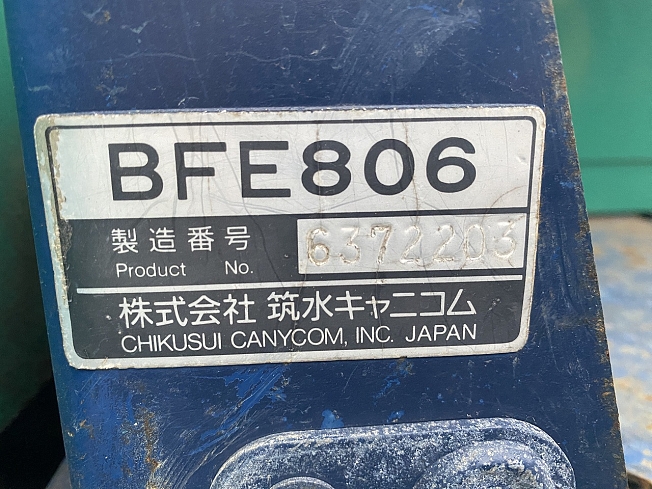 BFE806
製造番号 6372203
Product No.
株式会社 筑水キャニコム
CHIKUSUI CANYCOM, INC. JAPAN